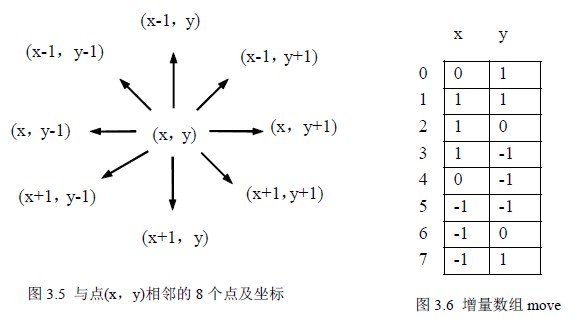 (x-1，y)
(x-1，y-1)
(x-1，y+1)
(x，y-1)
(x，y)
(x，y+1)
(x+1，y-1)
(x+1，y+1)
(x+1，y)
图 3.5 与点(x，y)相邻的 8 个点及坐标
x y
0 0 1
1 1 1
2 1 0
3 1 -1
4 0 -1
5 -1 -1
6 -1 0
7 -1 1
图 3.6 增量数组 move